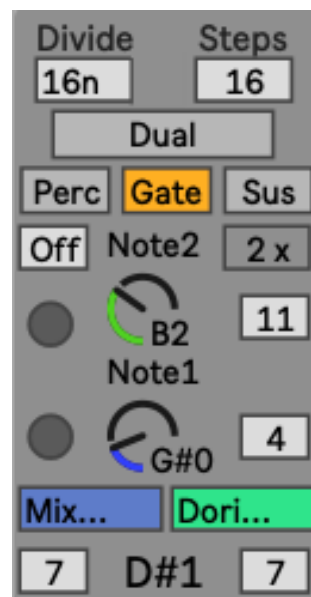 Divide Steps
16n 16
Dual
Perc Gate Sus
Off Note2 2 x
B2 11
Note1
G#0 4
Mix... Dori...
7 D#1 7